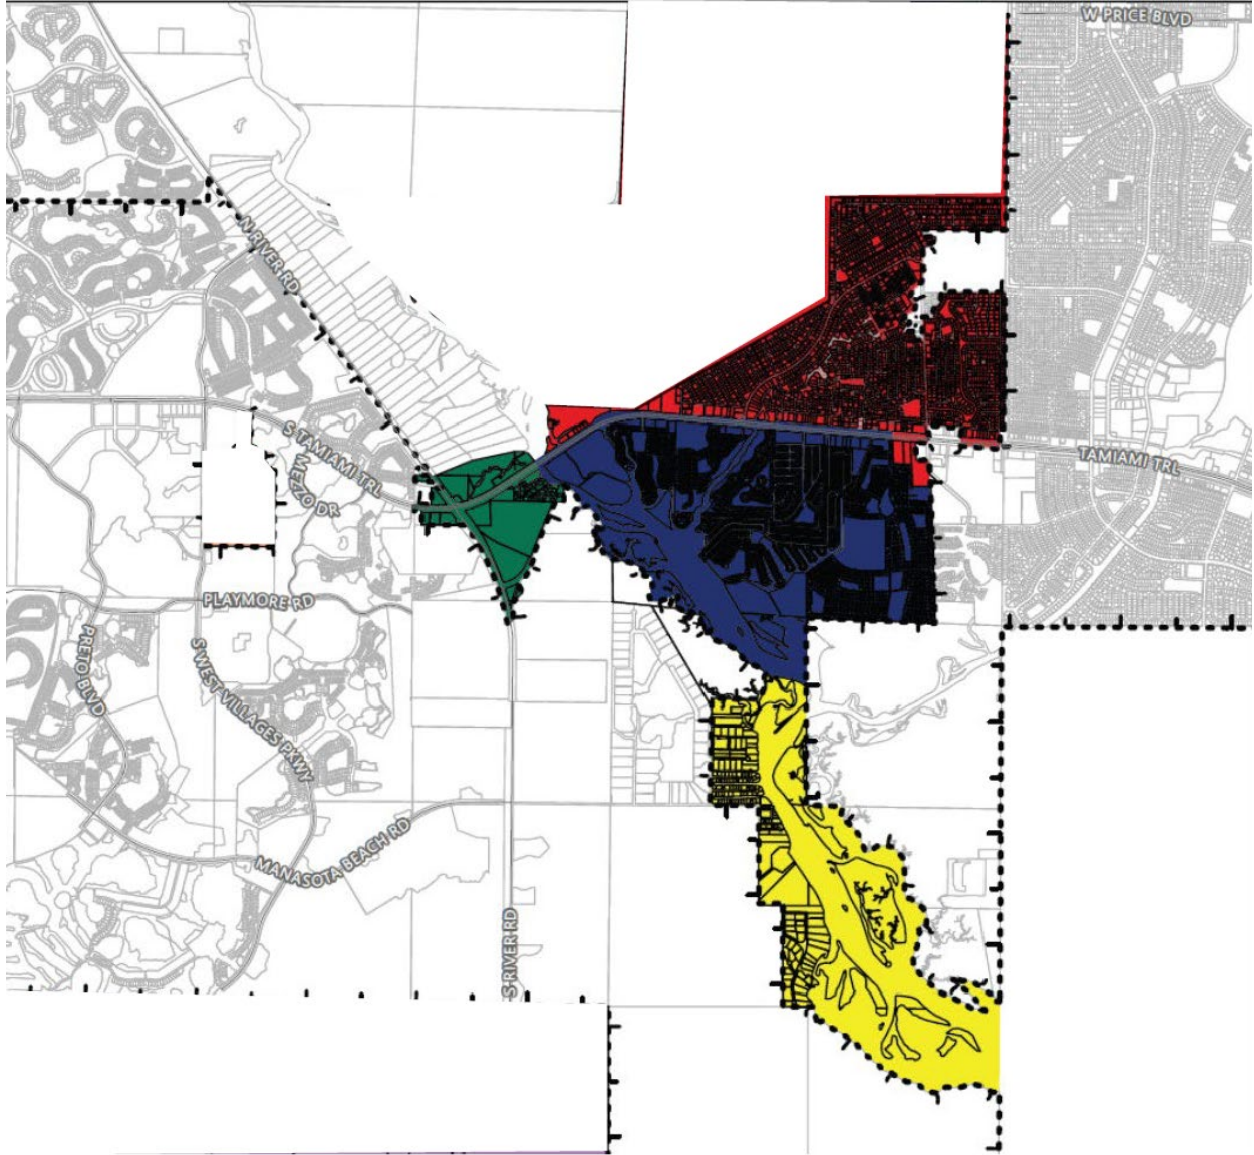 W PRICE BLVD
N RIVER RD
S TAMIAMI TRL
MEZZO DR
TAMIAMI TRL
PLAYMORE RD
PRETO BLVD
S WEST VILLAGES PKWY
MANASOTA BEACH RD
S RIVER RD